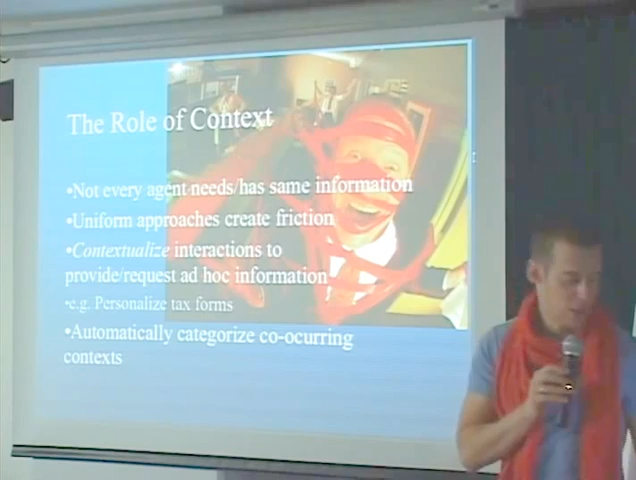 The Role of Context
•Not every agent needs/has same information
•Uniform approaches create friction
•Contextualize interactions to
provide/request ad hoc information
•e.g. Personalize tax forms
•Automatically categorize co-ocurring
contexts